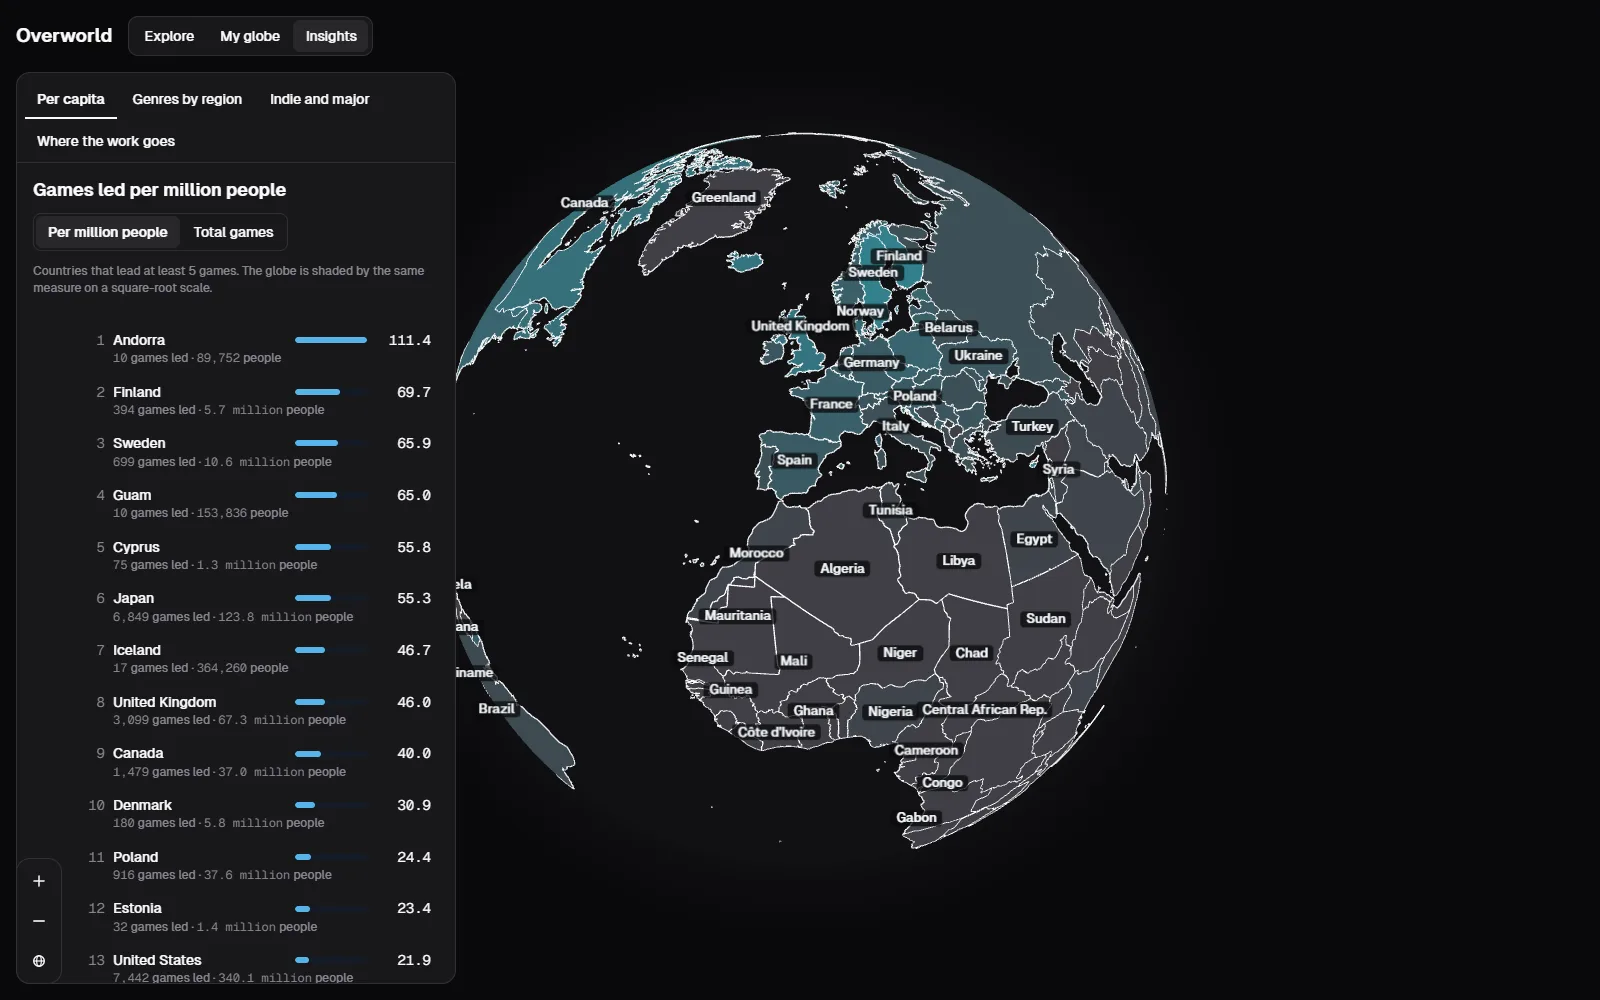 Overworld
Explore
My globe
Insights
Per capita
Genres by region
Indie and major
Where the work goes
Games led per million people
Per million people
Total games
Countries that lead at least 5 games. The globe is shaded by the same
measure on a square-root scale.
1 Andorra 111.4
10 games led · 89,752 people
2 Finland 69.7
394 games led · 5.7 million people
3 Sweden 65.9
699 games led · 10.6 million people
4 Guam 65.0
10 games led · 153,836 people
5 Cyprus 55.8
75 games led · 1.3 million people
6 Japan 55.3
6,849 games led · 123.8 million people
7 Iceland 46.7
17 games led · 364,260 people
8 United Kingdom 46.0
3,099 games led · 67.3 million people
9 Canada 40.0
1,479 games led · 37.0 million people
10 Denmark 30.9
180 games led · 5.8 million people
11 Poland 24.4
916 games led · 37.6 million people
12 Estonia 23.4
32 games led · 1.4 million people
13 United States 21.9
7,442 games led · 340.1 million people
Greenland
Canada
Finland
Sweden
Norway
United Kingdom
Belarus
Ukraine
Germany
Poland
France
Italy
Turkey
Spain
Syria
Tunisia
Egypt
Morocco
Libya
Algeria
ela
Mauritania
Sudan
ana
Niger
Chad
Senegal
Mali
iname
Guinea
Brazil
Ghana
Nigeria
Central African Rep.
Côte d'Ivoire
Cameroon
Congo
Gabon